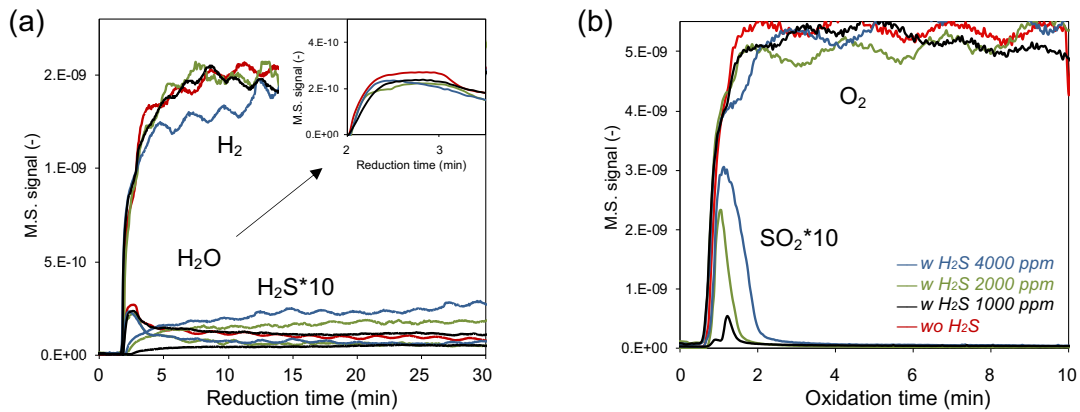 (a)
M.S. signal (-)
2.E-09
1.E-09
5.E-10
0.E+00
0 5 10 15 20 25 30
Reduction time (min)
H2
H2O
H2S*10
M.S. signal (-)
4.E-10
2.E-10
0.E+00
2 3
Reduction time (min)
(b)
M.S. signal (-)
5.E-09
4.E-09
3.E-09
2.E-09
1.E-09
0.E+00
0 2 4 6 8 10
Oxidation time (min)
O2
SO2*10
w H2S 4000 ppm
w H2S 2000 ppm
w H2S 1000 ppm
wo H2S